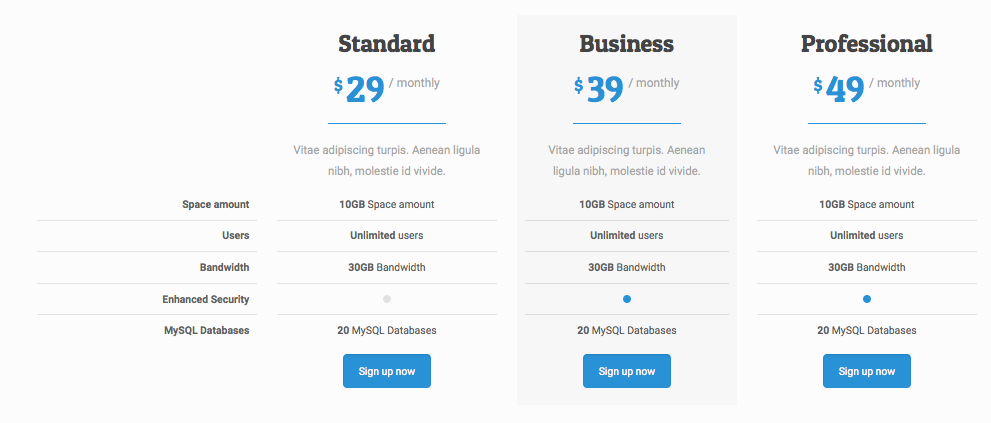 Standard Business Professional
$29 / monthly $39 / monthly $49 / monthly
Vitae adipiscing turpis. Aenean ligula Vitae adipiscing turpis. Aenean Vitae adipiscing turpis. Aenean ligula
nibh, molestie id vivide. ligula nibh, molestie id vivide. nibh, molestie id vivide.
Space amount 10GB Space amount 10GB Space amount 10GB Space amount
Users Unlimited users Unlimited users Unlimited users
Bandwidth 30GB Bandwidth 30GB Bandwidth 30GB Bandwidth
Enhanced Security
MySQL Databases 20 MySQL Databases 20 MySQL Databases 20 MySQL Databases
Sign up now Sign up now Sign up now